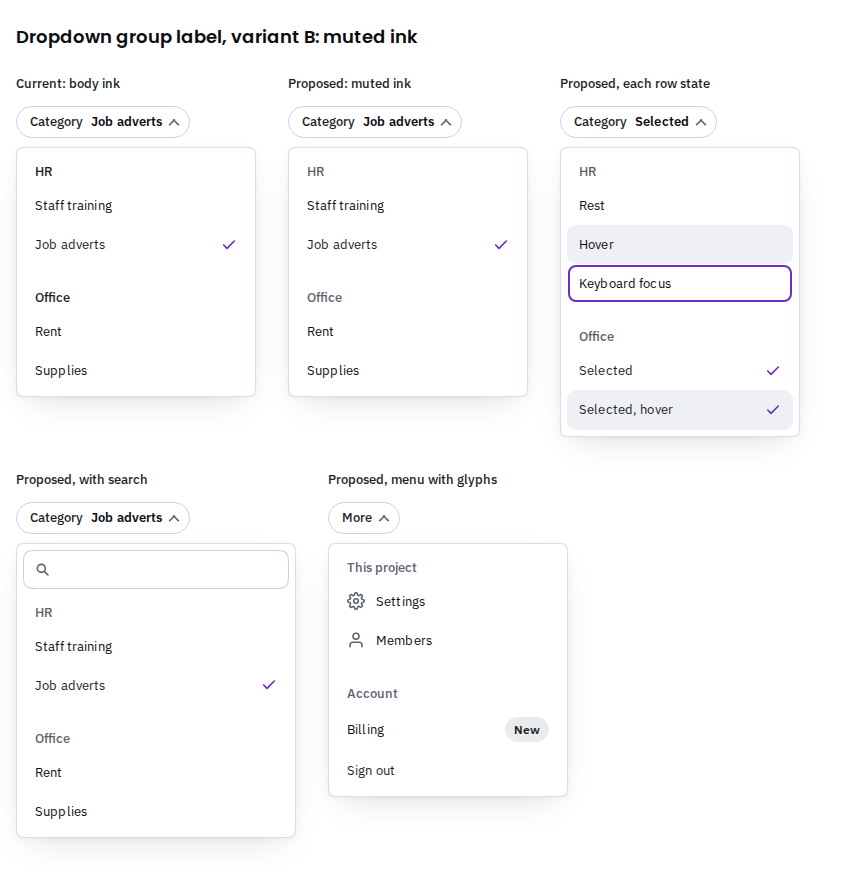 Dropdown group label, variant B: muted ink
Current: body ink
Category Job adverts
HR
Staff training
Job adverts
Office
Rent
Supplies
Proposed: muted ink
Category Job adverts
HR
Staff training
Job adverts
Office
Rent
Supplies
Proposed, each row state
Category Selected
HR
Rest
Hover
Keyboard focus
Office
Selected
Selected, hover
Proposed, with search
Category Job adverts
HR
Staff training
Job adverts
Office
Rent
Supplies
Proposed, menu with glyphs
More
This project
Settings
Members
Account
Billing New
Sign out